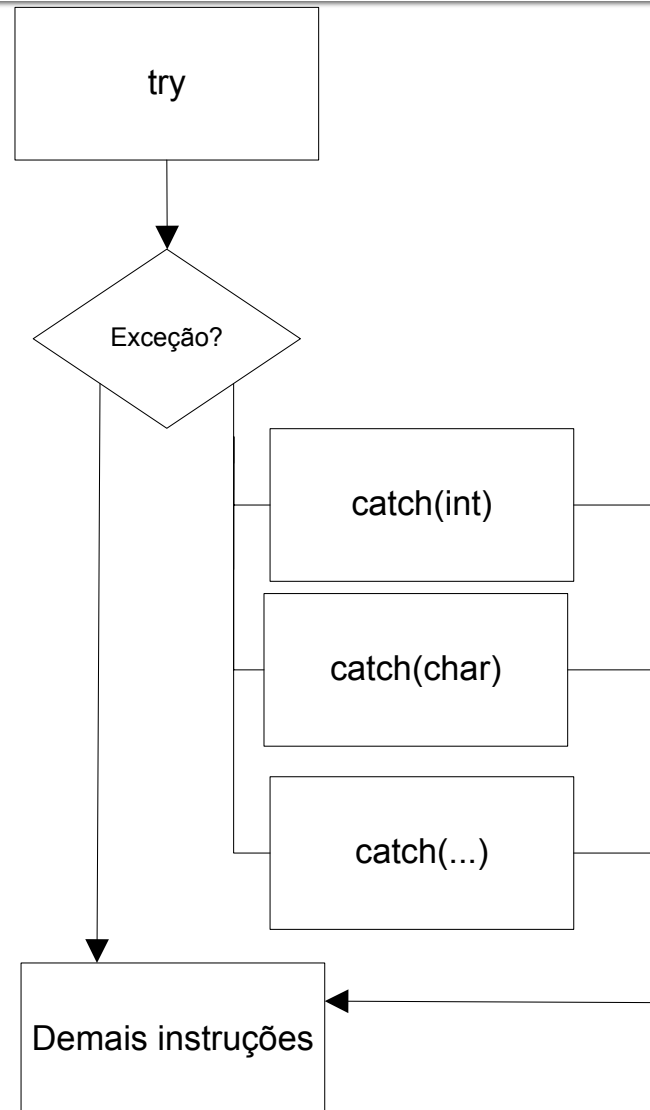 try
Exceção?
catch(int)
catch(char)
catch(...)
Demais instruções